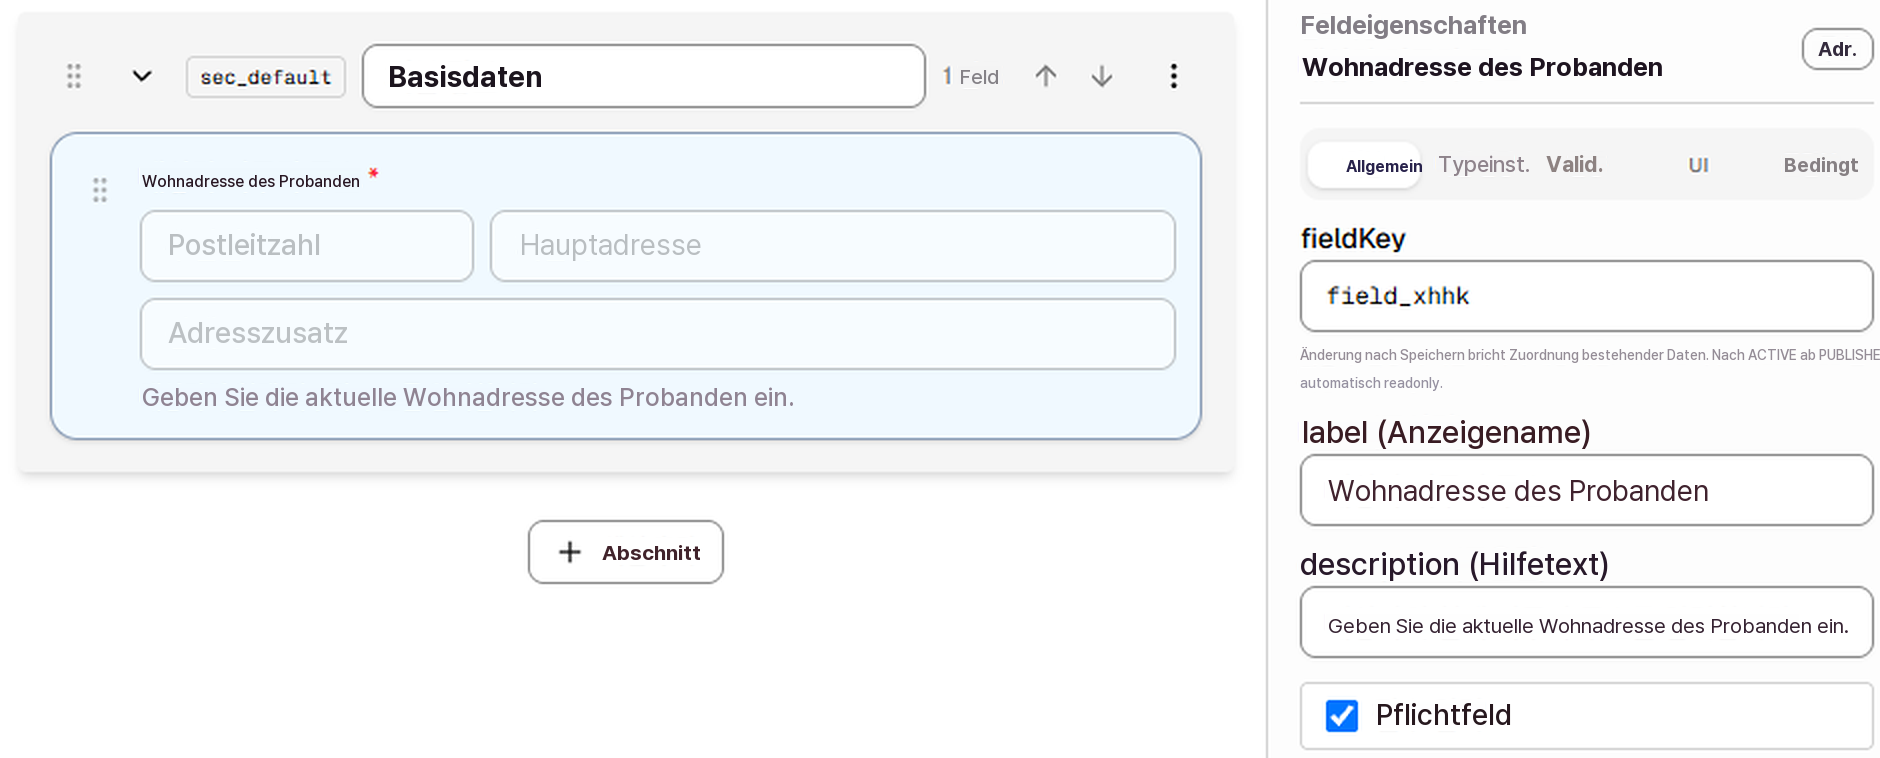 sec_default
Basisdaten
1 Feld
Wohnadresse des Probanden *
Postleitzahl
Hauptadresse
Adresszusatz
Geben Sie die aktuelle Wohnadresse des Probanden ein.
Abschnitt
Feldeigenschaften
Wohnadresse des Probanden
Adr.
Allgemein Typeinst. Valid. UI Bedingt
fieldKey
field_xhhk
Änderung nach Speichern bricht Zuordnung bestehender Daten. Nach ACTIVE ab PUBLISHE
automatisch readonly.
label (Anzeigename)
Wohnadresse des Probanden
description (Hilfetext)
Geben Sie die aktuelle Wohnadresse des Probanden ein.
Pflichtfeld